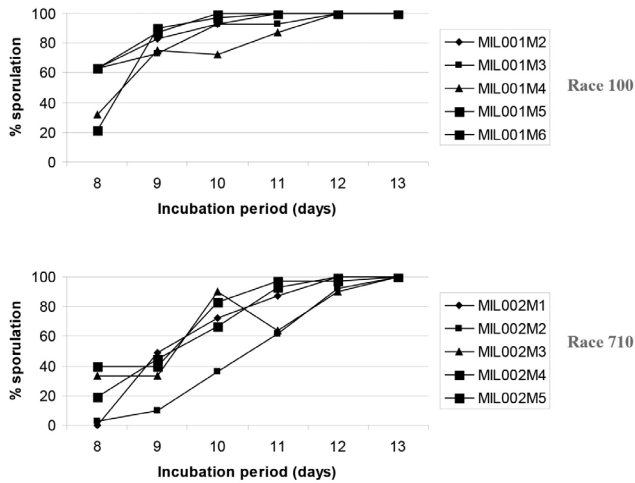 100
80
60
40
20
0
% sporulation
8 9 10 11 12 13
Incubation period (days)
MIL001M2
MIL001M3
MIL001M4
MIL001M5
MIL001M6
Race 100
100
80
60
40
20
0
% sporulation
8 9 10 11 12 13
Incubation period (days)
MIL002M1
MIL002M2
MIL002M3
MIL002M4
MIL002M5
Race 710